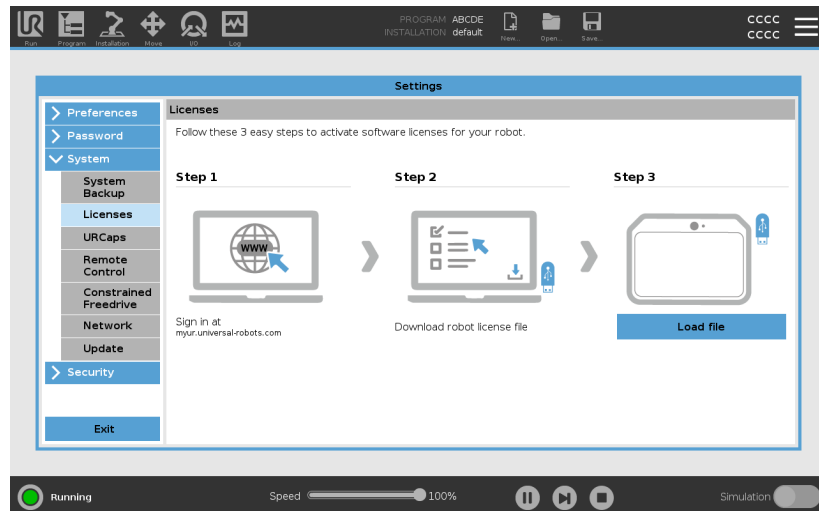 PROGRAM ABCDE
INSTALLATION default
cccc
cccc
Run Program Installation Move I/O Log New... Open... Save...
Settings
Preferences
Password
System
System
Backup
Licenses
URCaps
Remote
Control
Constrained
Freedrive
Network
Update
Security
Exit
Licenses
Follow these 3 easy steps to activate software licenses for your robot.
Step 1
www
Sign in at
myur.universal-robots.com
Step 2
Download robot license file
Step 3
Load file
Running
Speed 100%
Simulation